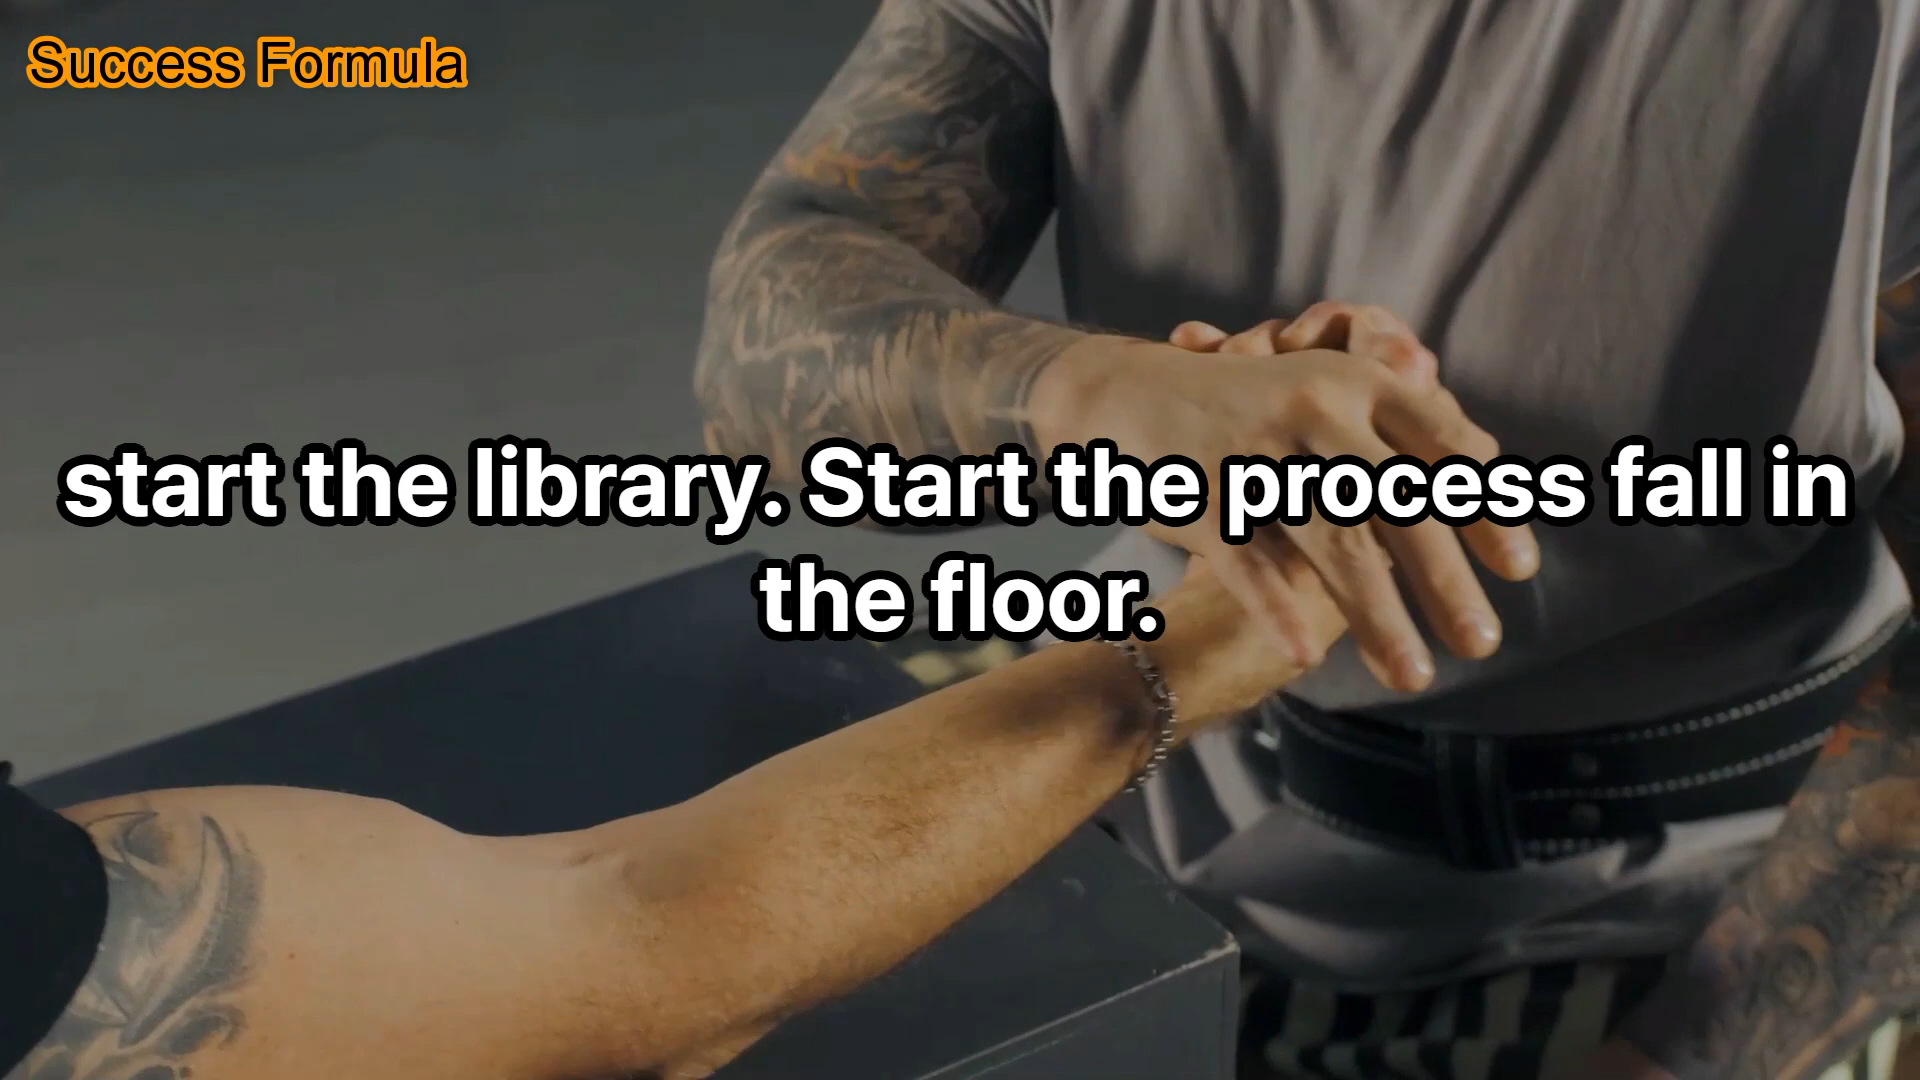 Success Formula
start the library. Start the process fall in
the floor.